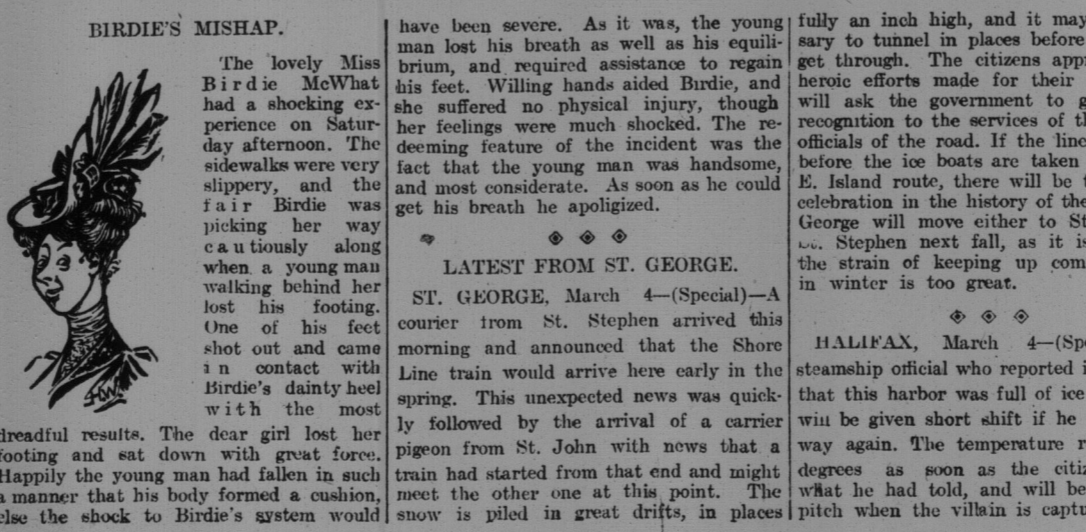 BIRDIE'S MISHAP.
The lovely Miss
Birdie McWhat
had a shocking ex-
perience on Satur-
day afternoon. The
sidewalks were very
slippery, and the
fair Birdie was
picking her way
cautiously along
when a young man
walking behind her
lost his footing.
One of his feet
shot out and came
in contact with
Birdie's dainty heel
with the most
dreadful results. The dear girl lost her
footing and sat down with great force.
Happily the young man had fallen in such
a manner that his body formed a cushion,
else the shock to Birdie's system would
H.W.
have been severe. As it was, the young
man lost his breath as well as his equili-
brium, and required assistance to regain
his feet. Willing hands aided Birdie, and
she suffered no physical injury, though
her feelings were much shocked. The re-
deeming feature of the incident was the
fact that the young man was handsome,
and most considerate. As soon as he could
get his breath he apoligized.
LATEST FROM ST. GEORGE.
ST. GEORGE, March 4—(Special)—A
courier from St. Stephen arrived this
morning and announced that the Shore
Line train would arrive here early in the
spring. This unexpected news was quick-
ly followed by the arrival of a carrier
pigeon from St. John with news that a
train had started from that end and might
meet the other one at this point. The
snow is piled in great drifts, in places
fully an inch high, and it may
sary to tunnel in places before
get through. The citizens app
heroic efforts made for their
will ask the government to g
recognition to the services of t
officials of the road. If the line
before the ice boats are taken
E. Island route, there will be
celebration in the history of the
George will move either to St
Stephen next fall, as it is
the strain of keeping up com
in winter is too great.
HALIFAX, March 4—(Sp
steamship official who reported
that this harbor was full of ice
will be given short shift if he
way again. The temperature r
degrees as soon as the citi
what he had told, and will be
pitch when the villain is capt